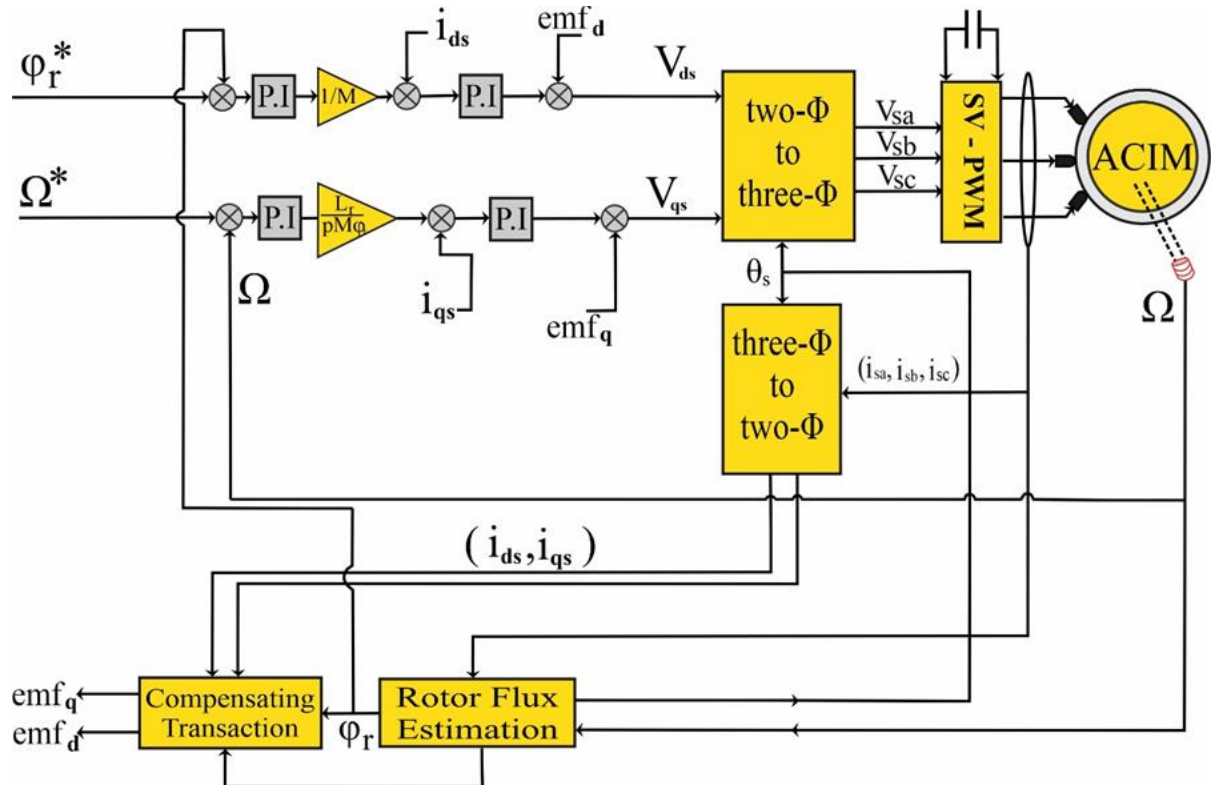 φr*
P.I
1/M
ids
P.I
emfd
Vds
Ω*
P.I
Lr
pMφ
iqs
P.I
emfq
Vqs
Ω
two-Φ
to
three-Φ
Vsa
Vsb
Vsc
SV - PWM
ACIM
Ω
θs
three-Φ
to
two-Φ
(isa, isb, isc)
(ids, iqs)
emfq
emfd
Compensating
Transaction
φr
Rotor Flux
Estimation